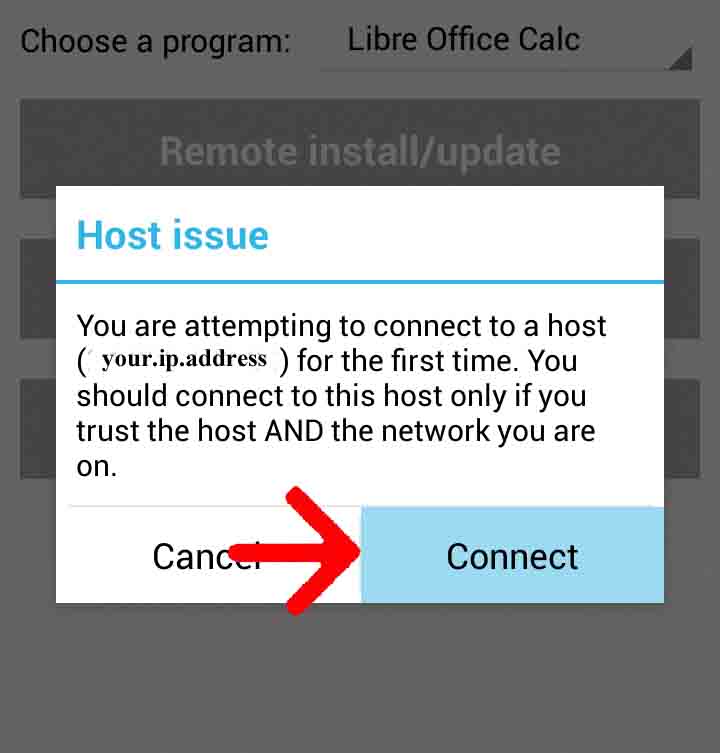 Choose a program: Libre Office Calc
Remote install/update
Host issue
You are attempting to connect to a host
( your.ip.address ) for the first time. You
should connect to this host only if you
trust the host AND the network you are
on.
Cancel Connect